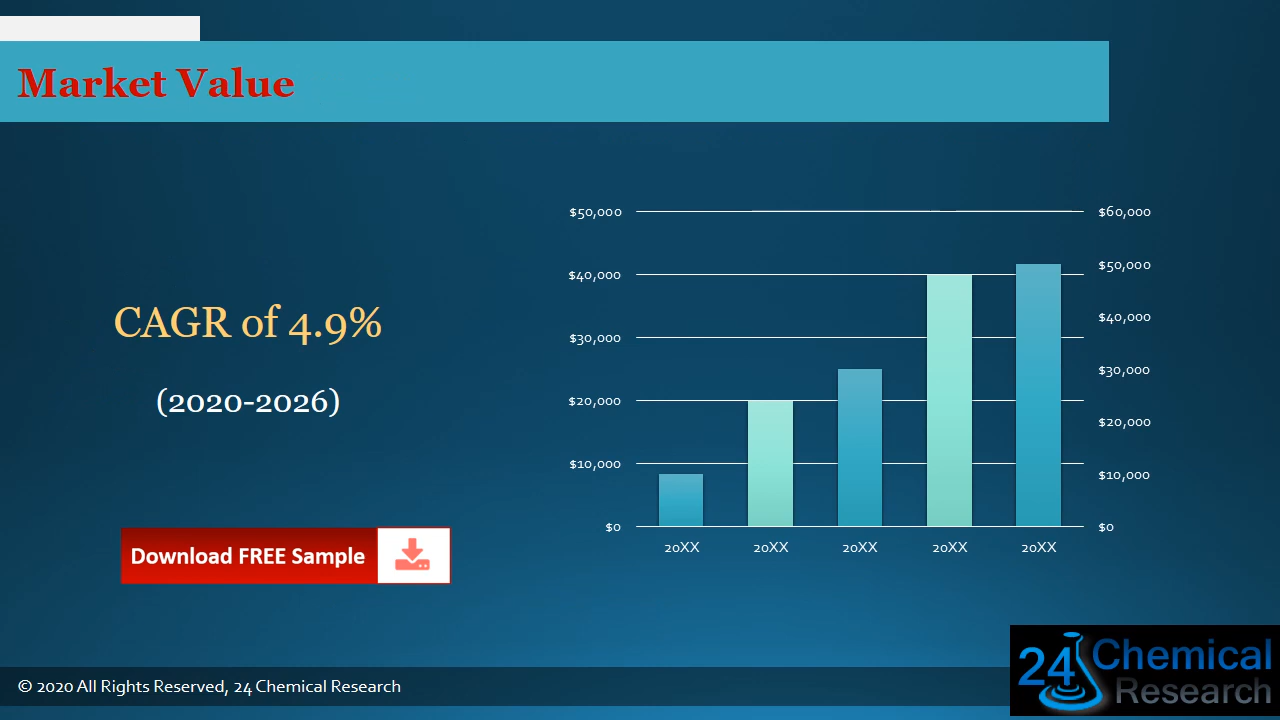 Market Value
CAGR of 4.9%
(2020-2026)
Download FREE Sample
$50,000
$40,000
$30,000
$20,000
$10,000
$0
$60,000
$50,000
$40,000
$30,000
$20,000
$10,000
$0
20XX 20XX 20XX 20XX 20XX
© 2020 All Rights Reserved, 24 Chemical Research
24 Chemical
Research